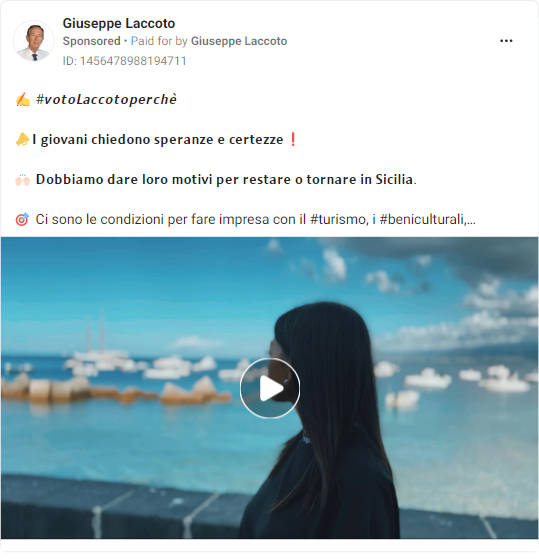 Giuseppe Laccoto
Sponsored • Paid for by Giuseppe Laccoto
ID: 1456478988194711
✍🏻 #votoLaccotoperchè
📣I giovani chiedono speranze e certezze❗
🙌🏻 Dobbiamo dare loro motivi per restare o tornare in Sicilia.
🎯 Ci sono le condizioni per fare impresa con il #turismo, i #beniculturali,...